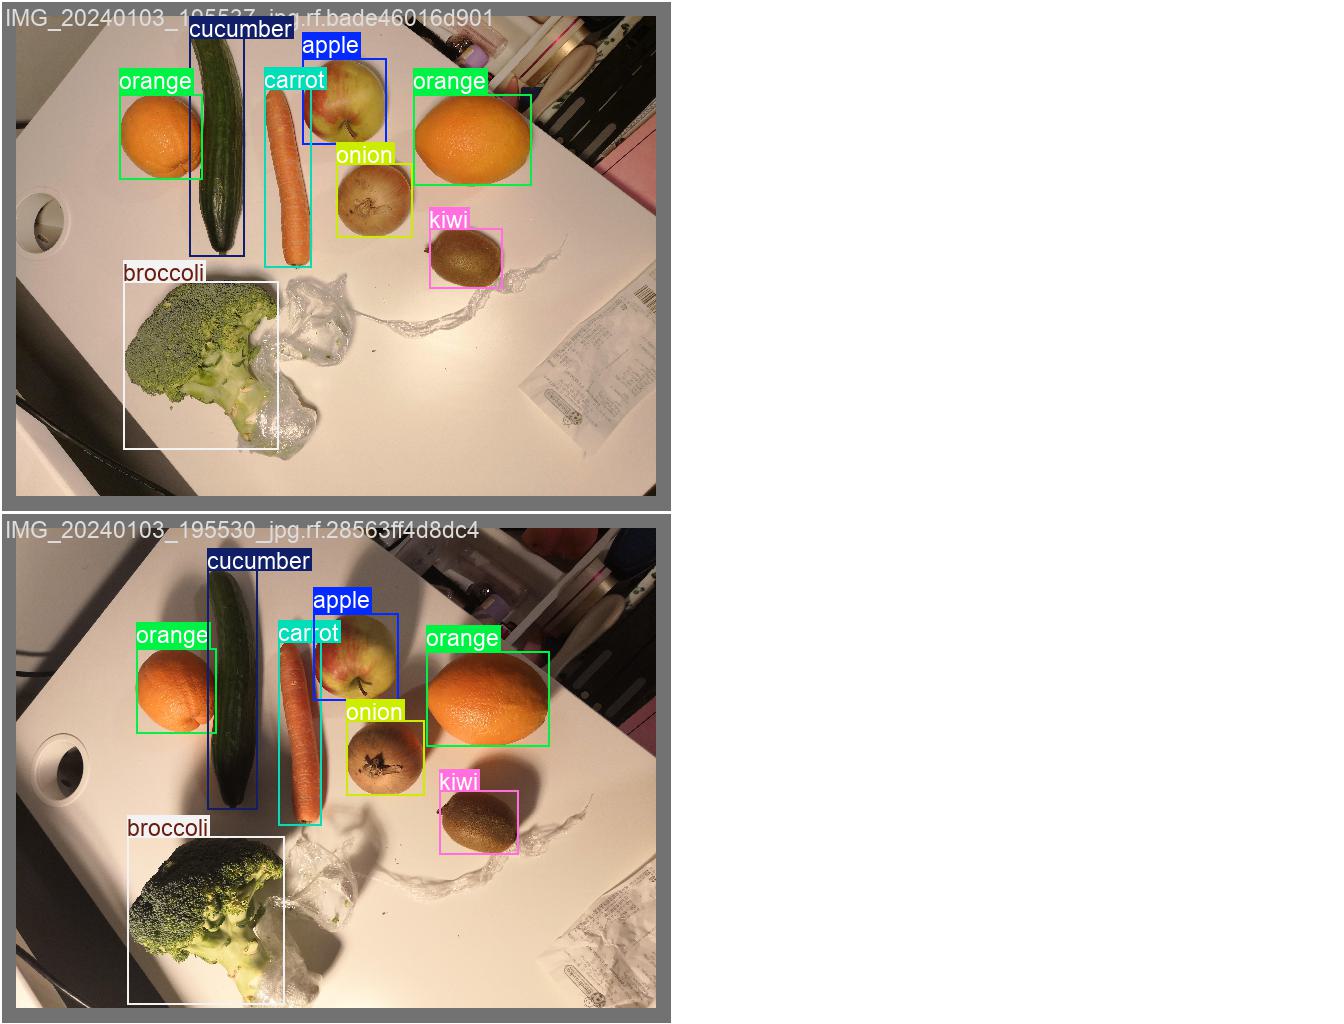 IMG_20240103_195537_jpg.rf.bade46016d901
cucumber
apple
orange
carrot
orange
onion
kiwi
broccoli
IMG_20240103_195530_jpg.rf.28563ff4d8dc4
cucumber
apple
orange
carrot
orange
onion
kiwi
broccoli